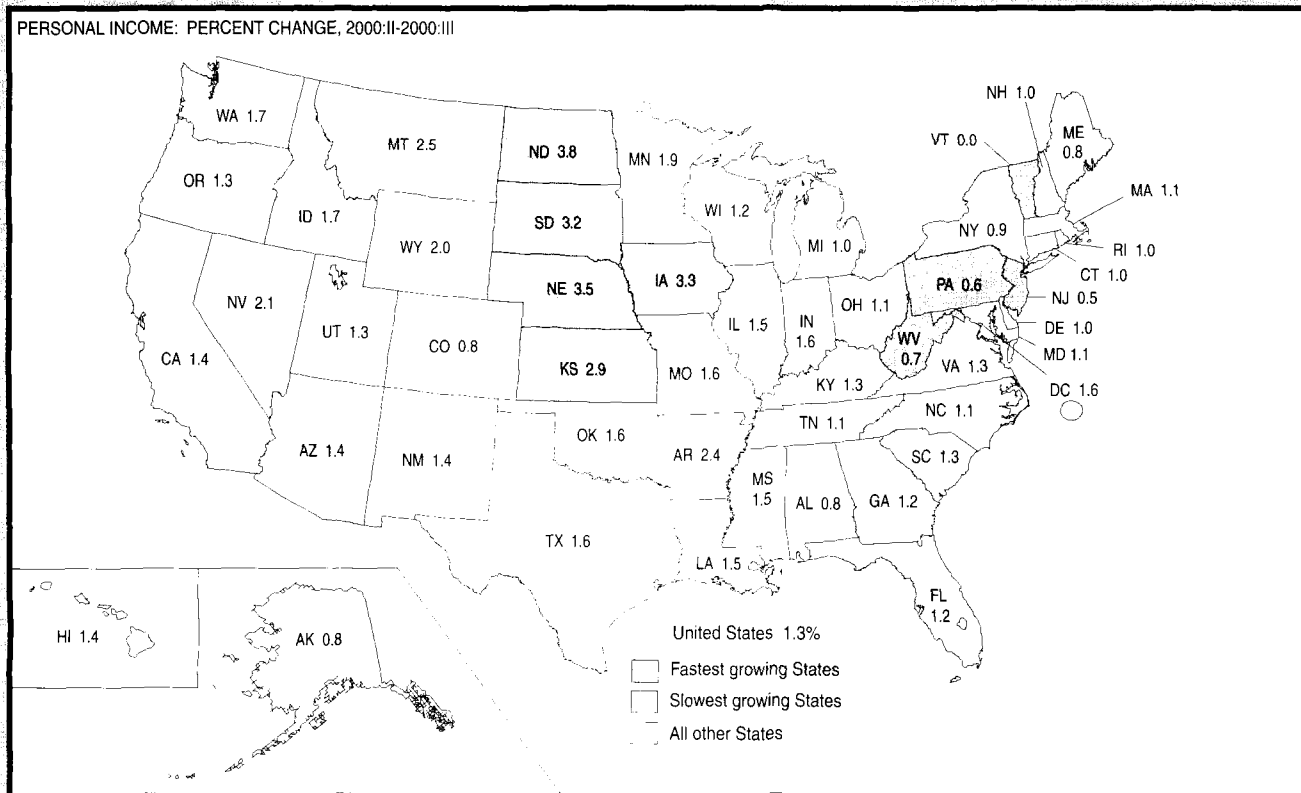 PERSONAL INCOME: PERCENT CHANGE, 2000:II-2000:III
NH 1.0
WA 1.7
VT 0.0
ME
0.8
MT 2.5
ND 3.8
MN 1.9
OR 1.3
MA 1.1
ID 1.7
SD 3.2
WI 1.2
WY 2.0
MI 1.0
NY 0.9
RI 1.0
CT 1.0
NV 2.1
NE 3.5
IA 3.3
PA 0.6
NJ 0.5
OH 1.1
UT 1.3
IL 1.5
IN
1.6
DE 1.0
CA 1.4
CO 0.8
WV
0.7
MD 1.1
KS 2.9
MO 1.6
KY 1.3
VA 1.3
DC 1.6
NC 1.1
TN 1.1
OK 1.6
AZ 1.4
NM 1.4
AR 2.4
SC 1.3
MS
1.5
AL 0.8
GA 1.2
TX 1.6
LA 1.5
FL
1.2
HI 1.4
AK 0.8
United States 1.3%
Fastest growing States
Slowest growing States
All other States